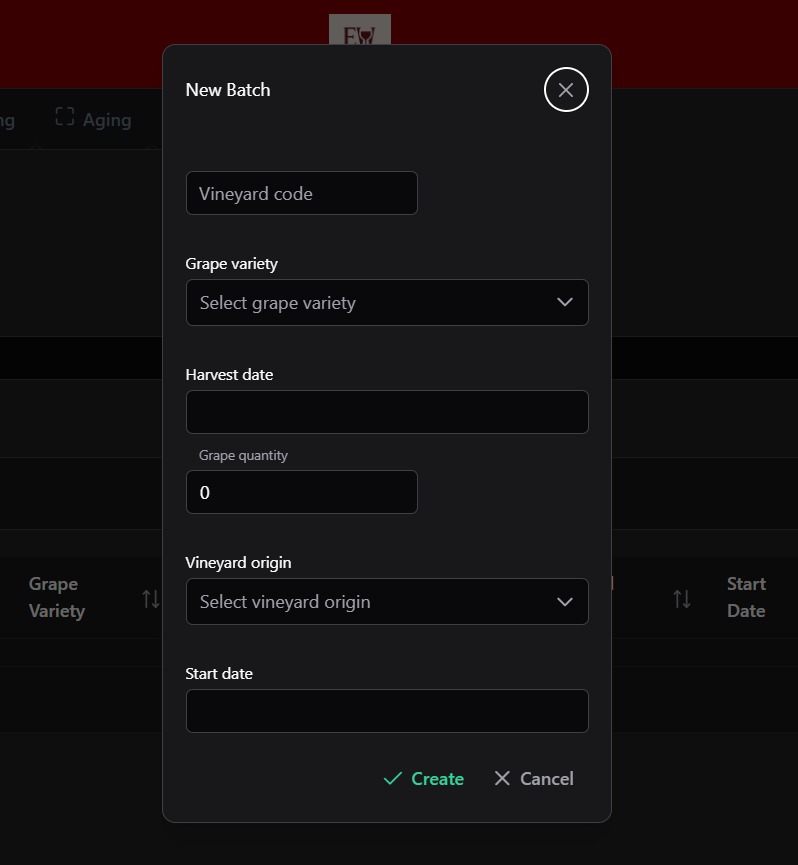 EW
New Batch
ng
Aging
Vineyard code
Grape variety
Select grape variety
Harvest date
Grape quantity
0
Vineyard origin
Select vineyard origin
Grape
Variety
Start
Date
Start date
Create
Cancel